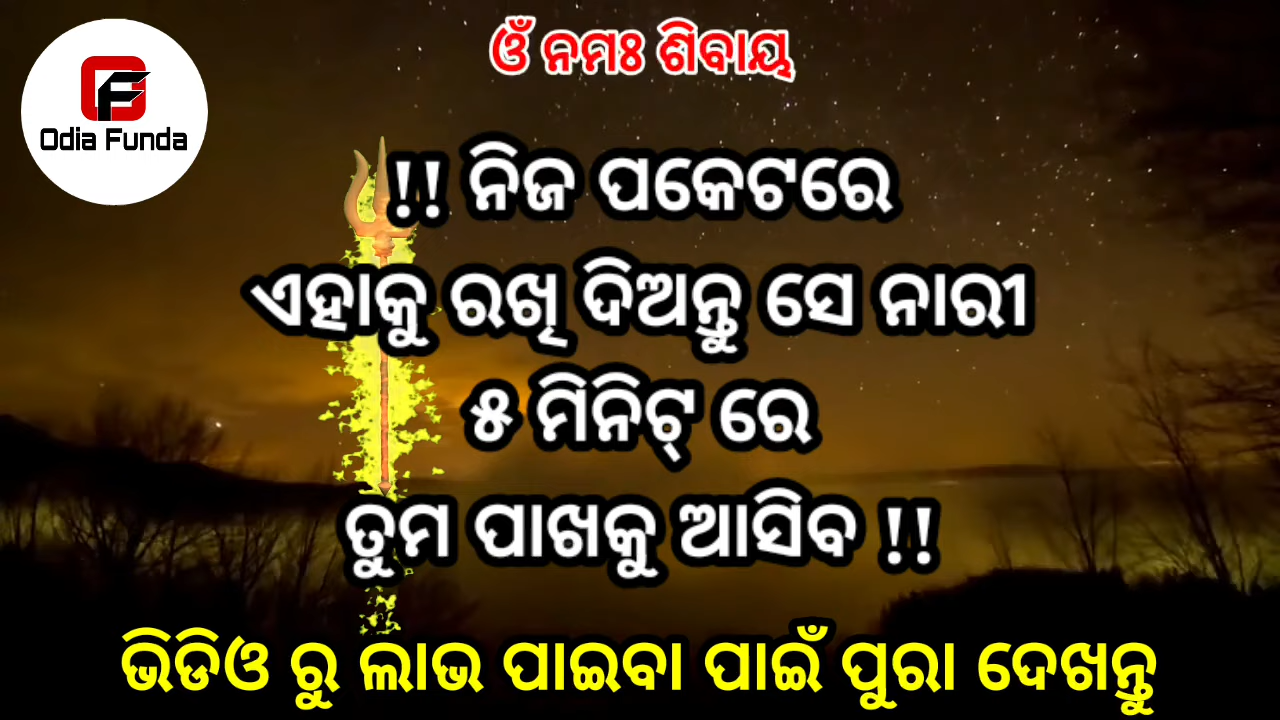 ଓଁ ନମଃ ଶିବାୟ
Odia Funda
!! ନିଜ ପକେଟରେ
ଏହାକୁ ରଖି ଦିଅନ୍ତୁ ସେ ନାରୀ
୫ ମିନିଟ୍ ରେ
ତୁମ ପାଖକୁ ଆସିବ !!
ଭିଡିଓ ରୁ ଲାଭ ପାଇବା ପାଇଁ ପୁରା ଦେଖନ୍ତୁ